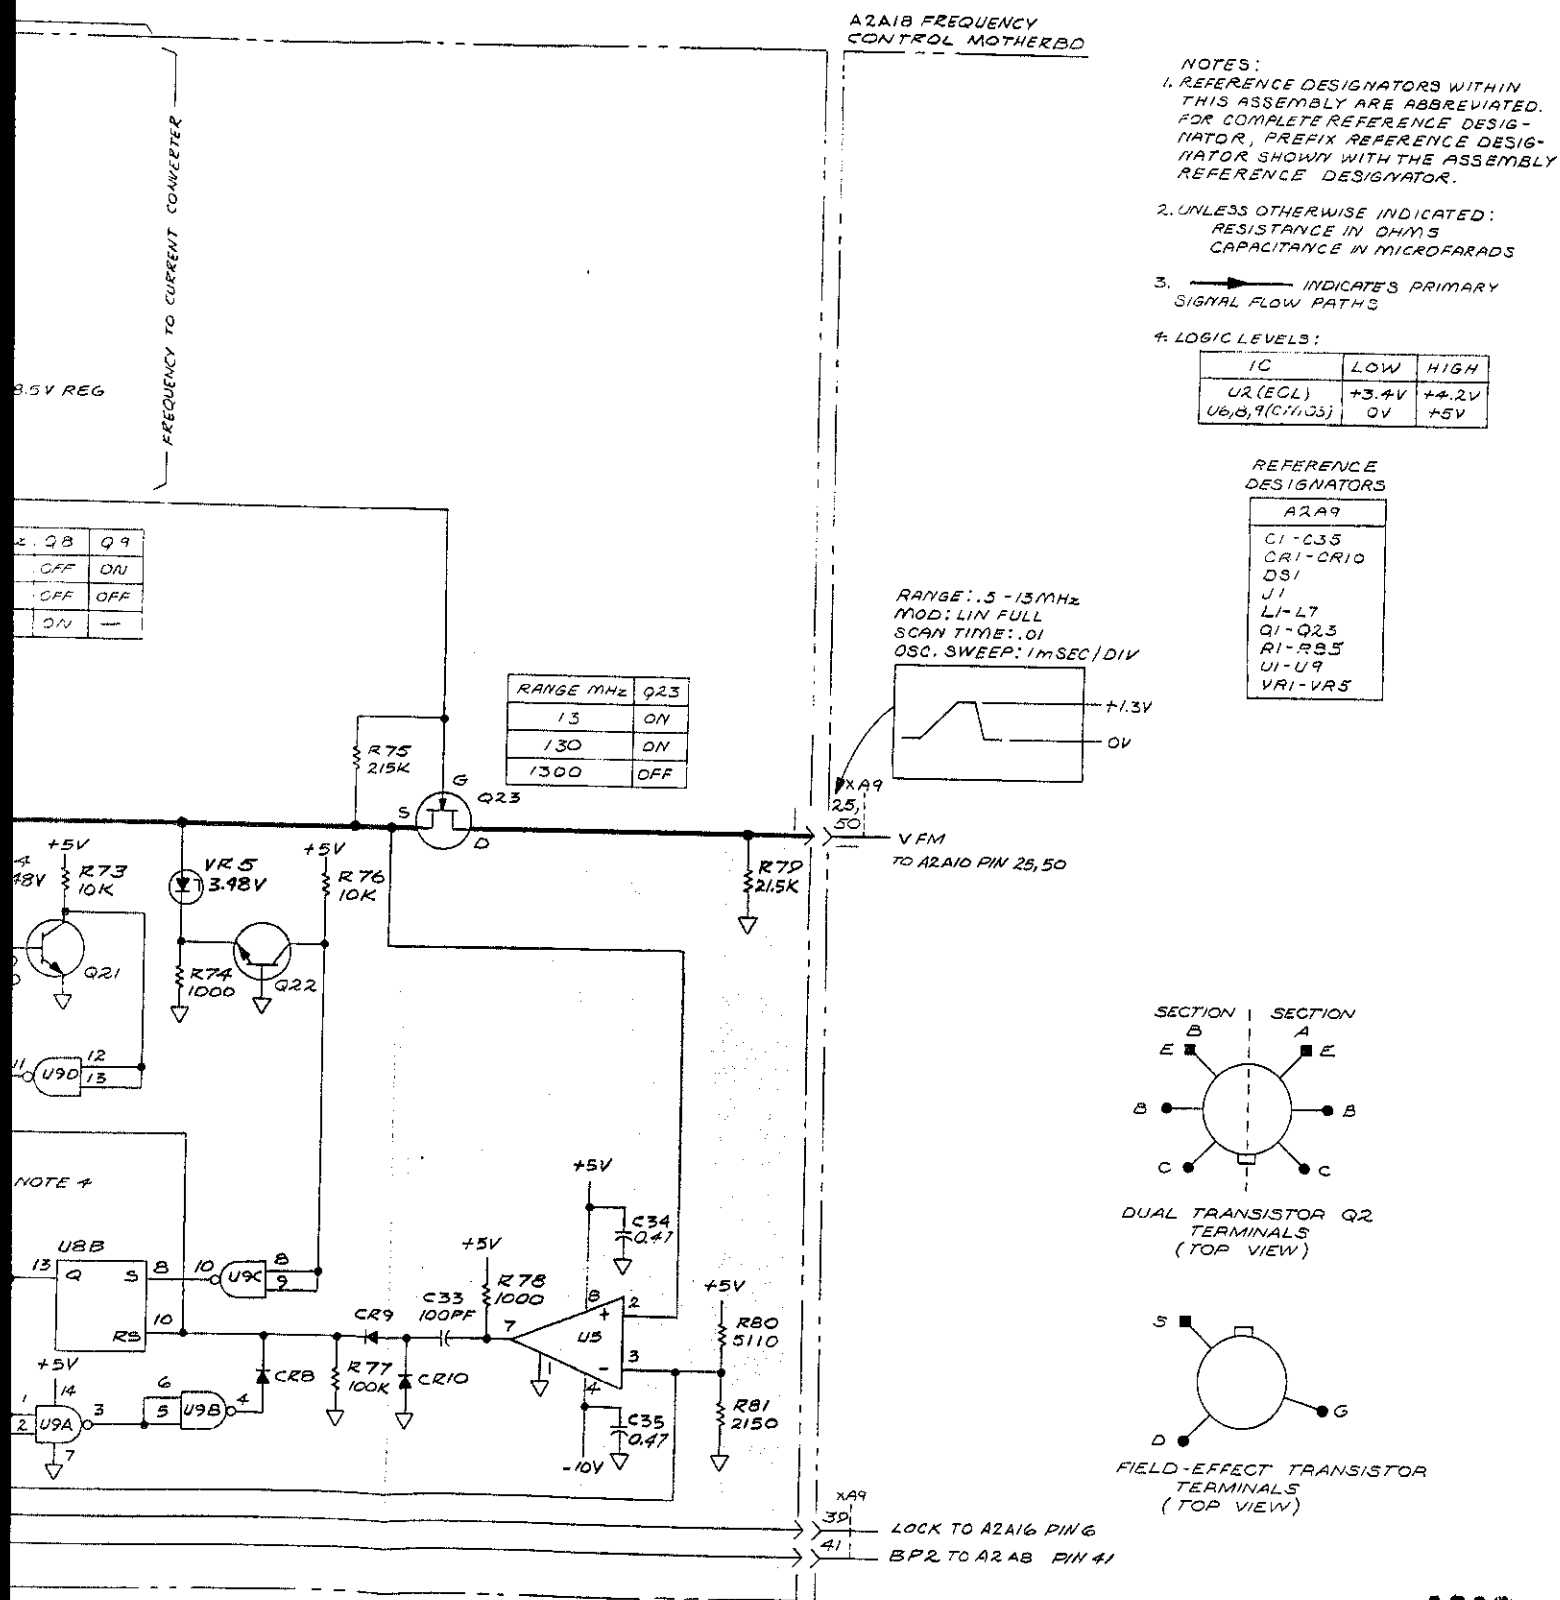 A2A18 FREQUENCY
CONTROL MOTHERBD
NOTES:
1. REFERENCE DESIGNATORS WITHIN
THIS ASSEMBLY ARE ABBREVIATED.
FOR COMPLETE REFERENCE DESIG-
NATOR, PREFIX REFERENCE DESIG-
NATOR SHOWN WITH THE ASSEMBLY
REFERENCE DESIGNATOR.
2. UNLESS OTHERWISE INDICATED:
RESISTANCE IN OHMS
CAPACITANCE IN MICROFARADS
3. INDICATES PRIMARY
SIGNAL FLOW PATHS
4. LOGIC LEVELS:
IC LOW HIGH
U2(ECL) +3.4V +4.2V
U6,8,9(CMOS) 0V +5V
REFERENCE
DESIGNATORS
A2A9
C1-C35
CR1-CR10
DS1
J1
L1-L7
Q1-Q23
R1-R85
U1-U9
VR1-VR5
FREQUENCY TO CURRENT CONVERTER
8.5V REG
Z Q8 Q9
OFF ON
OFF OFF
ON —
RANGE MHz Q23
13 ON
130 ON
1300 OFF
RANGE: .5 -13MHz
MOD: LIN FULL
SCAN TIME: .01
OSC. SWEEP: 1mSEC/DIV
+1.3V
0V
R75
215K
G
S
Q23
D
XA9
25,
50
VFM
TO A2A10 PIN 25,50
R79
21.5K
4
48V
+5V
R73
10K
VR5
3.48V
+5V
R76
10K
Q21
R74
1000
Q22
11
U9D
12
13
NOTE 4
U8B
13
Q
S
8
10
U9C
8
9
10
RS
+5V
14
1
2
U9A
3
7
6
5
U9B
4
CR8
R77
100K
CR9
CR10
C33
100PF
+5V
R78
1000
7
U5
1
+
-
8
2
3
4
+5V
C34
0.47
C35
0.47
-10V
+5V
R80
5110
R81
2150
XA9
39
LOCK TO A2A16 PIN 6
41
BP2 TO A2A8 PIN 41
SECTION SECTION
B A
E E
B B
C C
DUAL TRANSISTOR Q2
TERMINALS
(TOP VIEW)
S
G
D
FIELD-EFFECT TRANSISTOR
TERMINALS
(TOP VIEW)